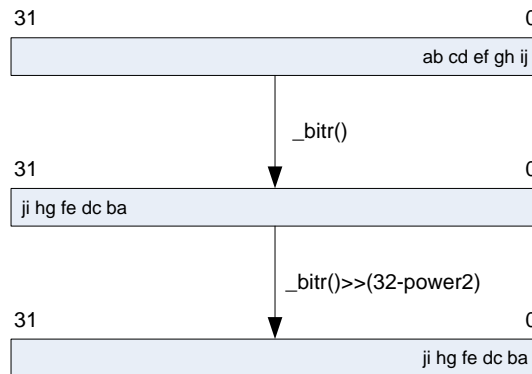 31 0
ab cd ef gh ij
_bitr()
31 0
ji hg fe dc ba
_bitr()>>(32-power2)
31 0
ji hg fe dc ba